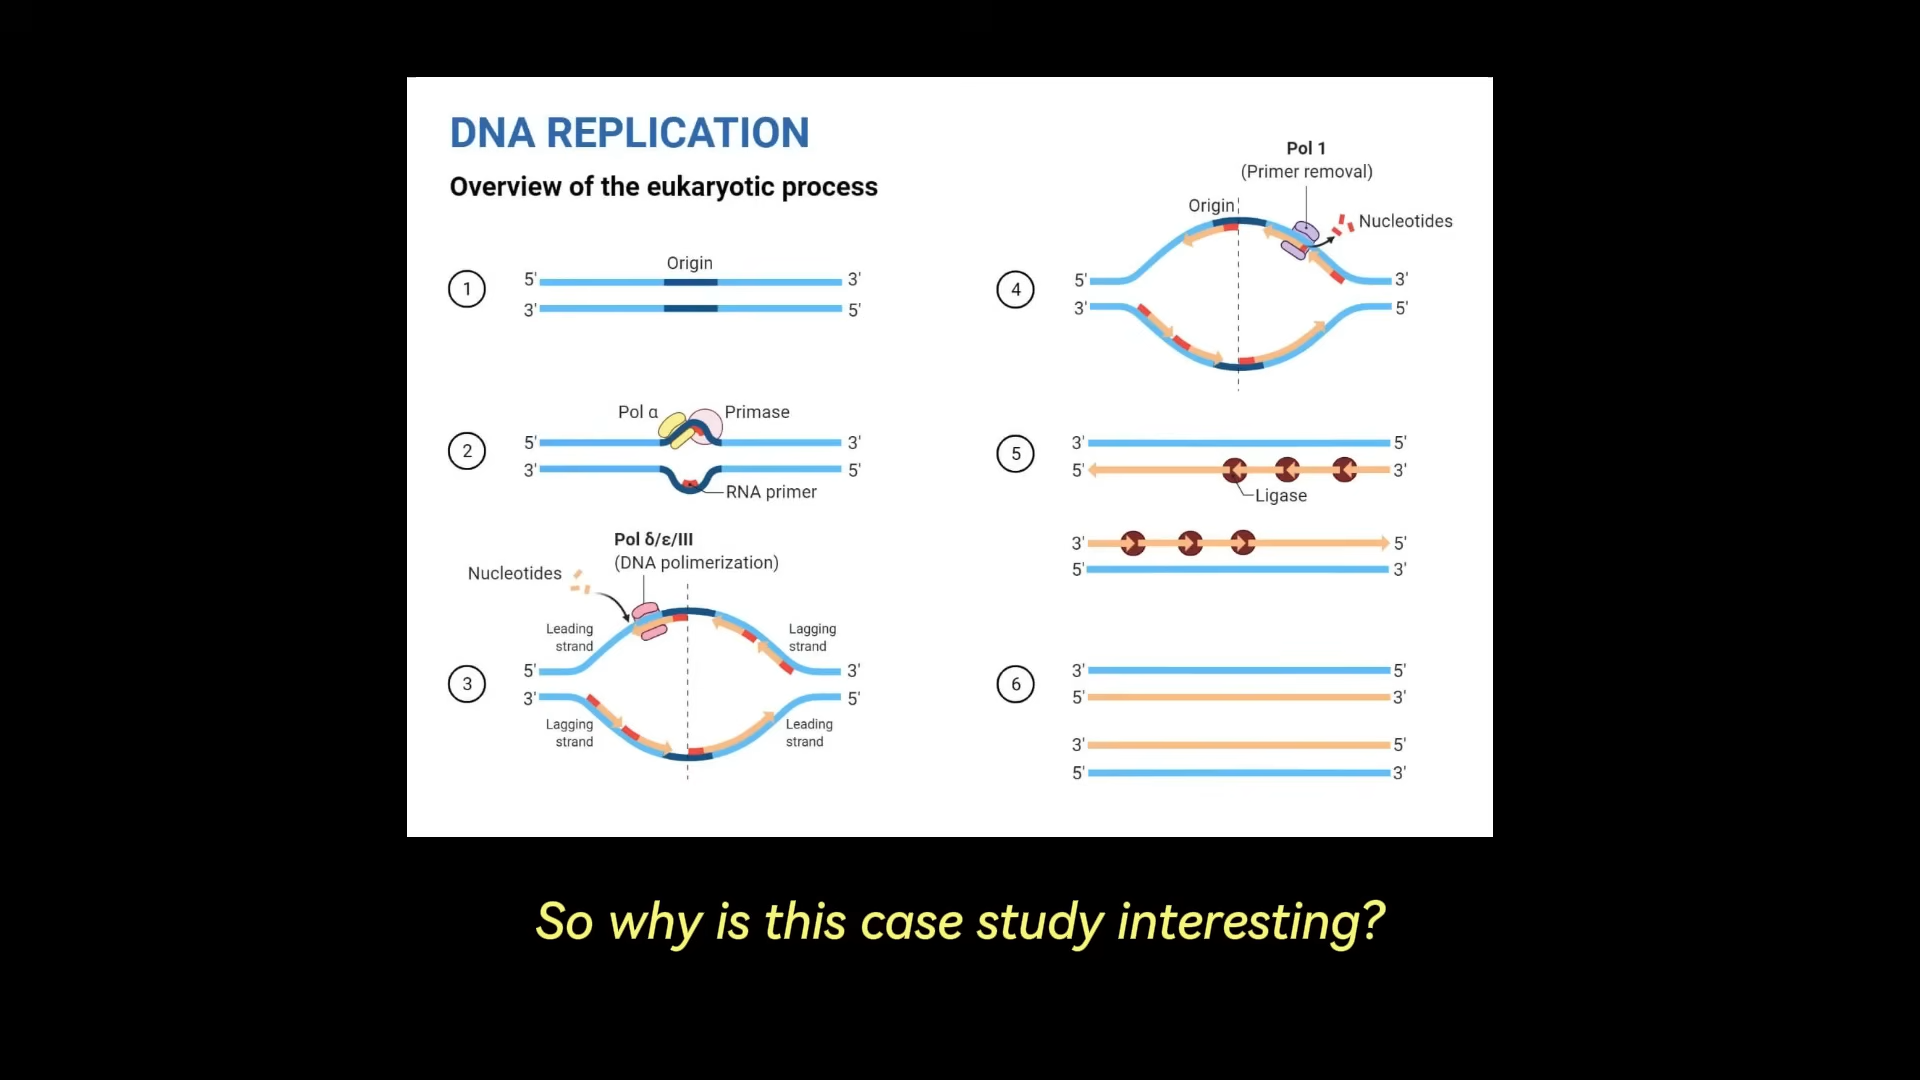 DNA REPLICATION
Overview of the eukaryotic process
1
Origin
5' 3'
3' 5'
2
Pol α Primase
5' 3'
3' 5'
RNA primer
3
Pol δ/ε/III
(DNA polimerization)
Nucleotides
Leading
strand
Lagging
strand
5' 3'
3' 5'
Lagging
strand
Leading
strand
4
Pol 1
(Primer removal)
Origin
Nucleotides
5' 3'
3' 5'
5
3' 5'
5' 3'
Ligase
3' 5'
5' 3'
6
3' 5'
5' 3'
3' 5'
5' 3'
So why is this case study interesting?